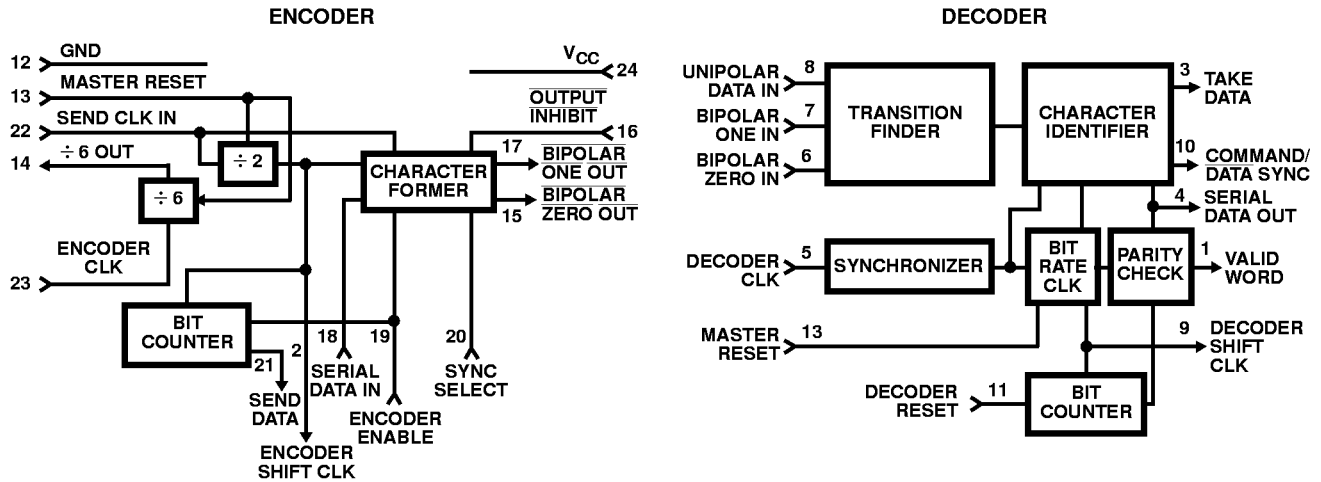 ENCODER
12 GND
MASTER RESET
13
SEND CLK IN
22
÷ 6 OUT
14
÷ 2
÷ 6
ENCODER
CLK
23
VCC
24
OUTPUT
INHIBIT
16
17
BIPOLAR
ONE OUT
CHARACTER
FORMER
15
BIPOLAR
ZERO OUT
BIT
COUNTER
21
2
18
19
20
SEND
DATA
SERIAL
DATA IN
SYNC
SELECT
ENCODER
ENABLE
ENCODER
SHIFT CLK
DECODER
UNIPOLAR
DATA IN
8
BIPOLAR
ONE IN
7
BIPOLAR
ZERO IN
6
TRANSITION
FINDER
CHARACTER
IDENTIFIER
3
TAKE
DATA
10
COMMAND/
DATA SYNC
4
SERIAL
DATA OUT
DECODER
CLK
5
SYNCHRONIZER
BIT
RATE
CLK
PARITY
CHECK
1
VALID
WORD
MASTER
RESET
13
9
DECODER
SHIFT
CLK
DECODER
RESET
11
BIT
COUNTER